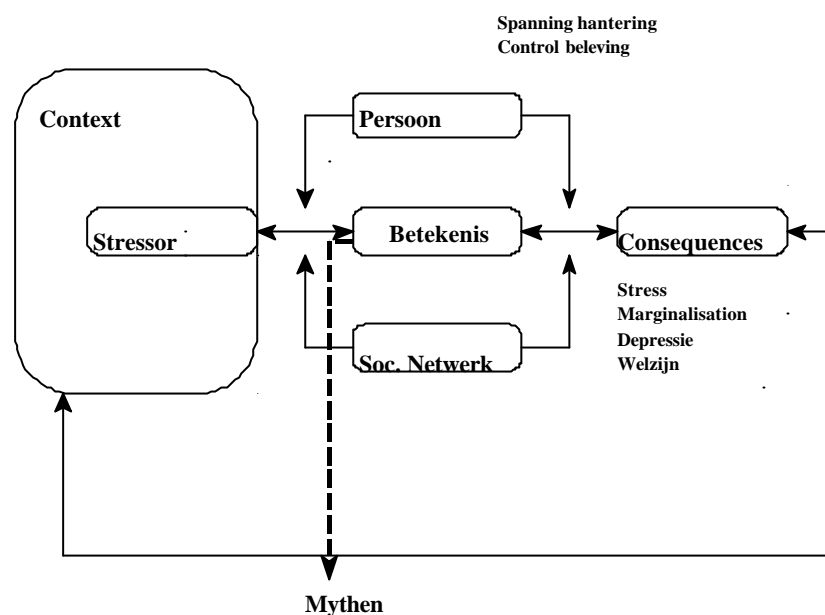 Spanning hantering
Control beleving
Context
Persoon
Stressor
Betekenis
Consequences
Stress
Marginalisation
Depressie
Welzijn
Soc. Netwerk
Mythen